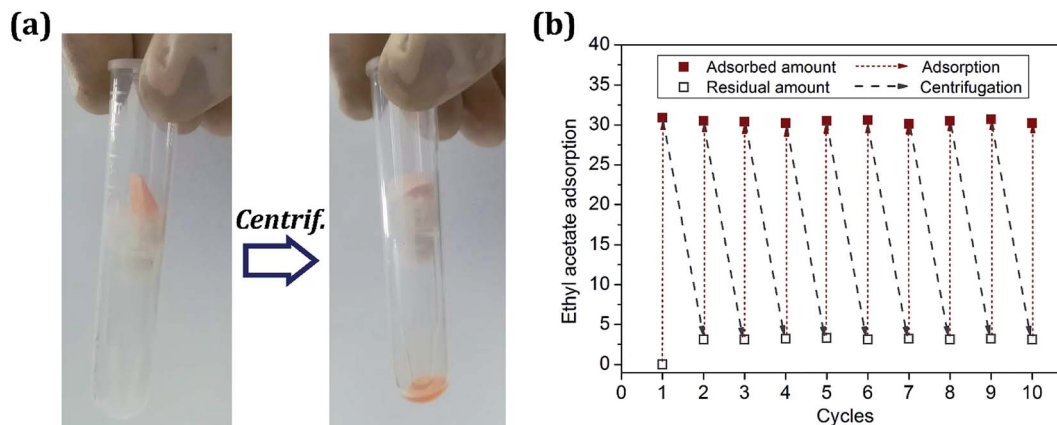 (a)
Centrif.
(b)
Ethyl acetate adsorption
40
35
30
25
20
15
10
5
0
Adsorbed amount
Adsorption
Residual amount
Centrifugation
0 1 2 3 4 5 6 7 8 9 10
Cycles